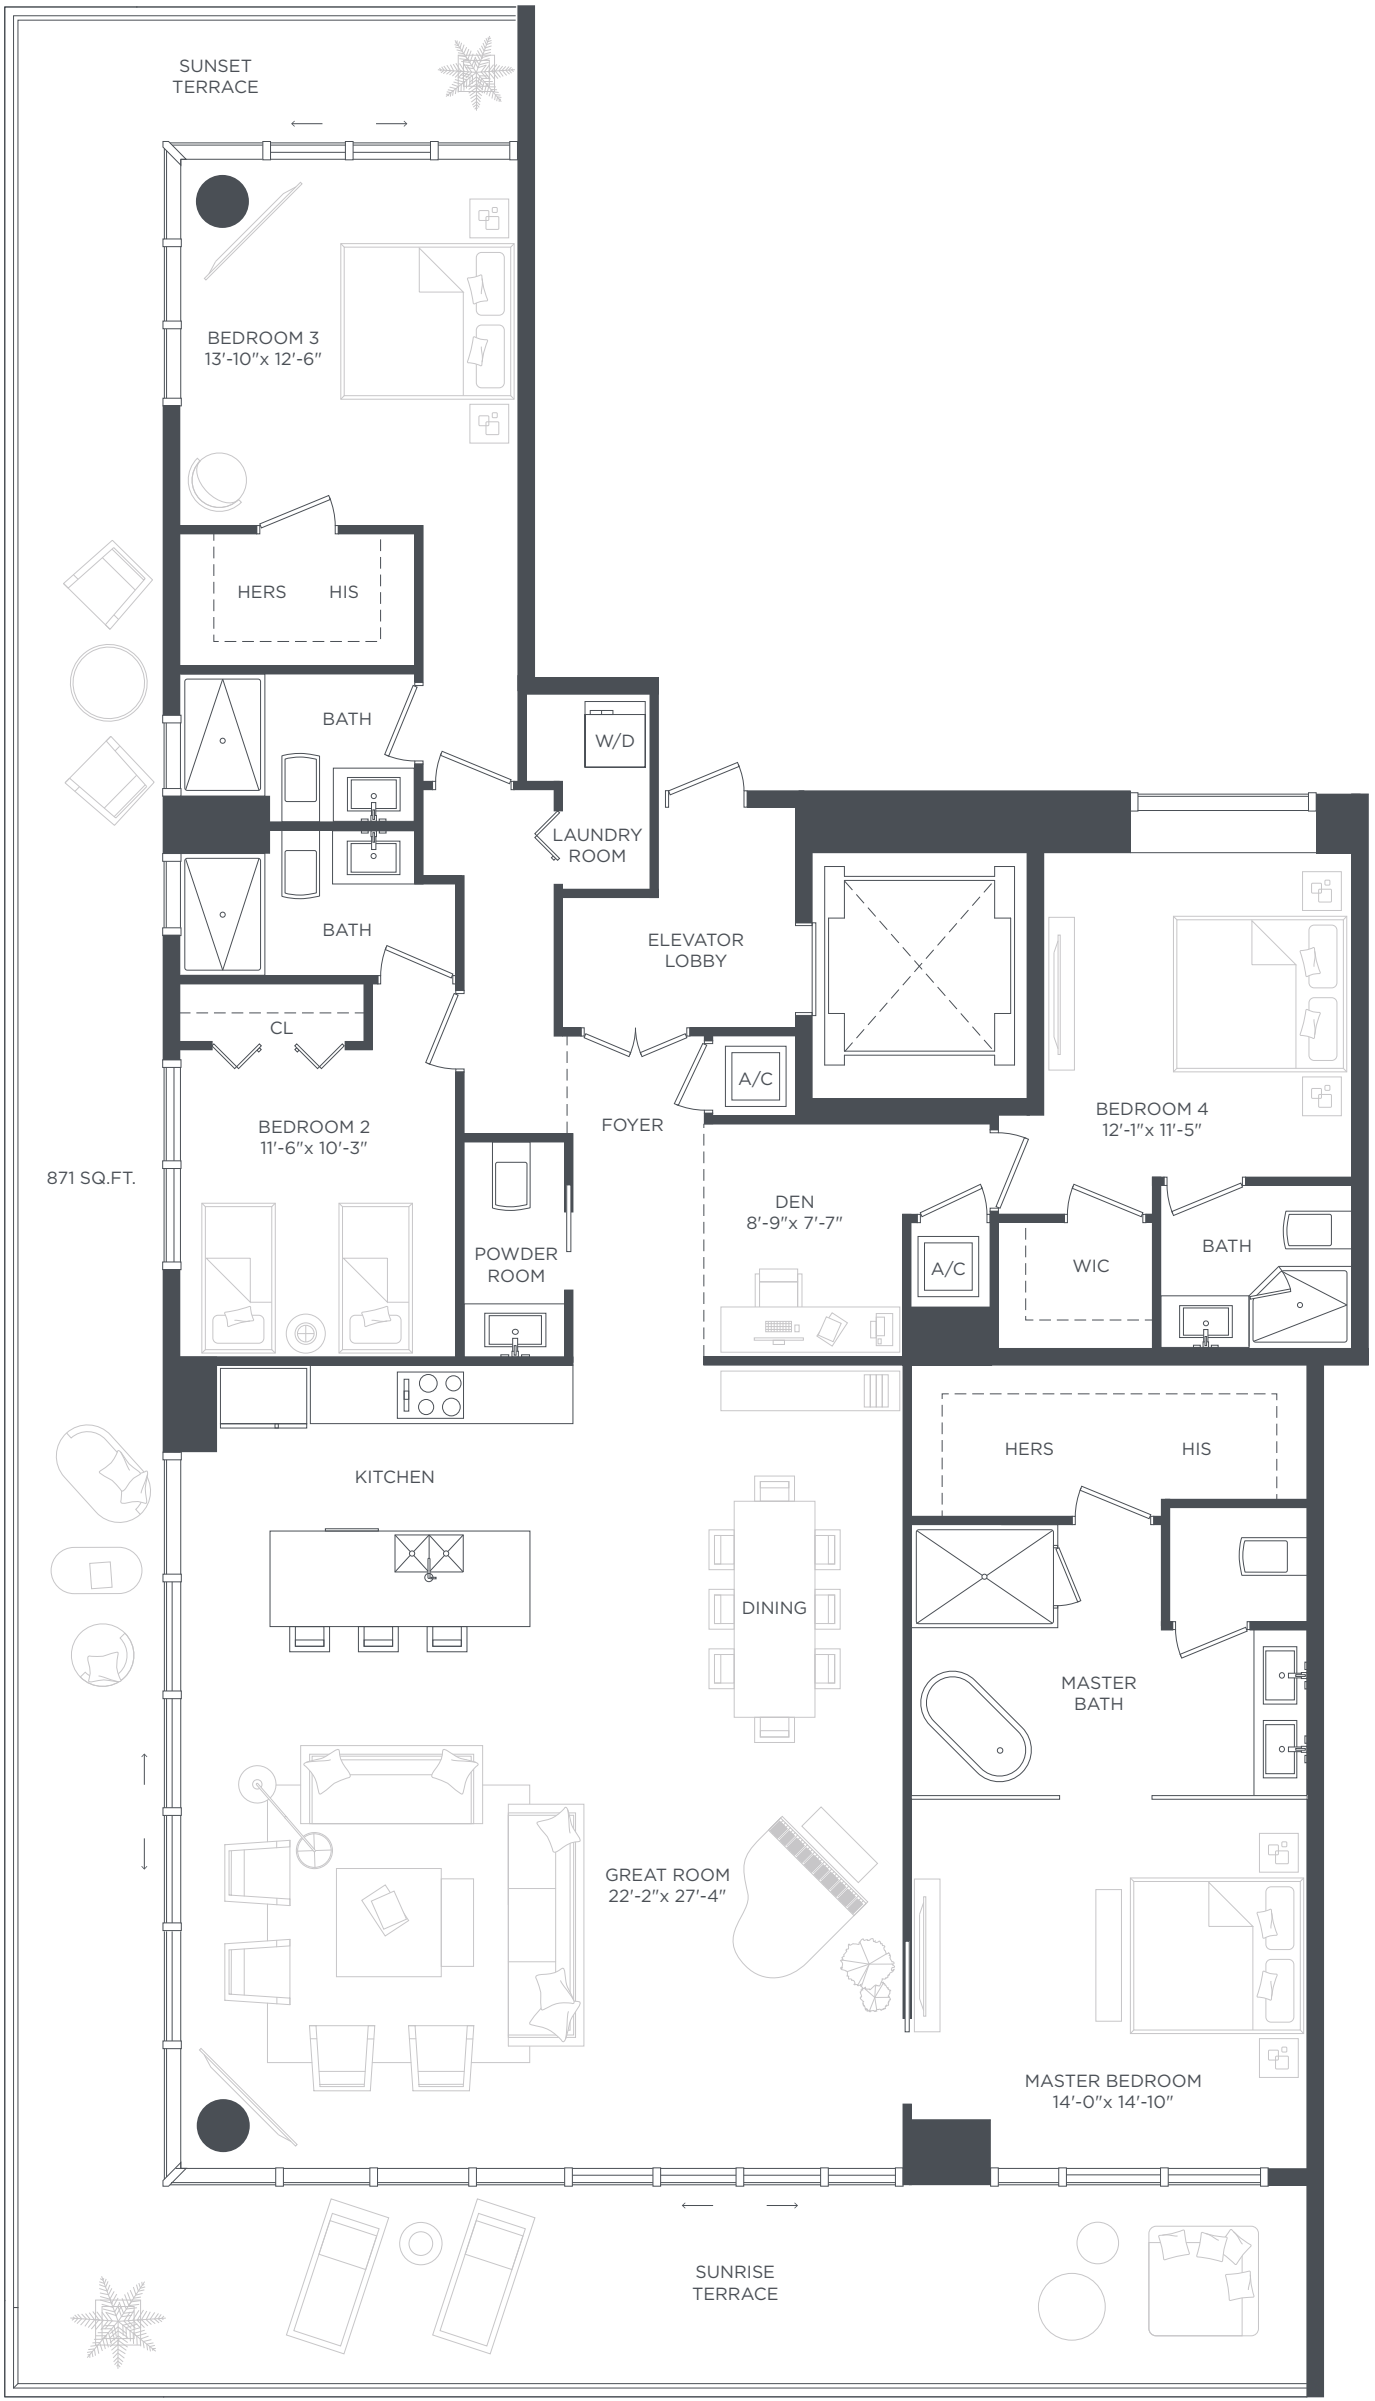 SUNSET
TERRACE
BEDROOM 3
13'-10"x 12'-6"
HERS
HIS
BATH
W/D
LAUNDRY
ROOM
BATH
ELEVATOR
LOBBY
CL
A/C
BEDROOM 4
12'-1"x 11'-5"
BEDROOM 2
11'-6"x 10'-3"
FOYER
871 SQ.FT.
DEN
8'-9"x 7'-7"
POWDER
ROOM
A/C
WIC
BATH
HERS
HIS
KITCHEN
DINING
MASTER
BATH
GREAT ROOM
22'-2"x 27'-4"
MASTER BEDROOM
14'-0"x 14'-10"
SUNRISE
TERRACE